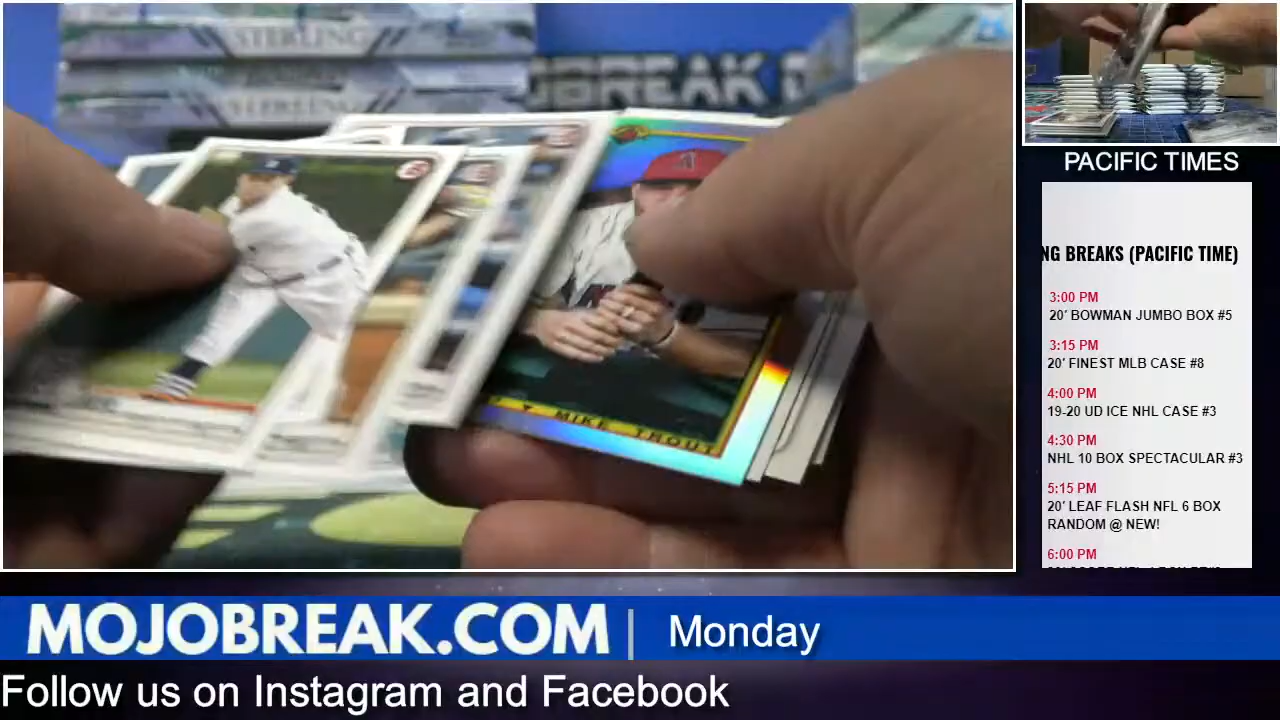 STERLING
STERLING
MOJOBREAK
MIKE TROUT
PACIFIC TIMES
NG BREAKS (PACIFIC TIME)
3:00 PM
20' BOWMAN JUMBO BOX #5
3:15 PM
20' FINEST MLB CASE #8
4:00 PM
19-20 UD ICE NHL CASE #3
4:30 PM
NHL 10 BOX SPECTACULAR #3
5:15 PM
20' LEAF FLASH NFL 6 BOX
RANDOM @ NEW!
6:00 PM
MOJOBREAK.COM | Monday
Follow us on Instagram and Facebook